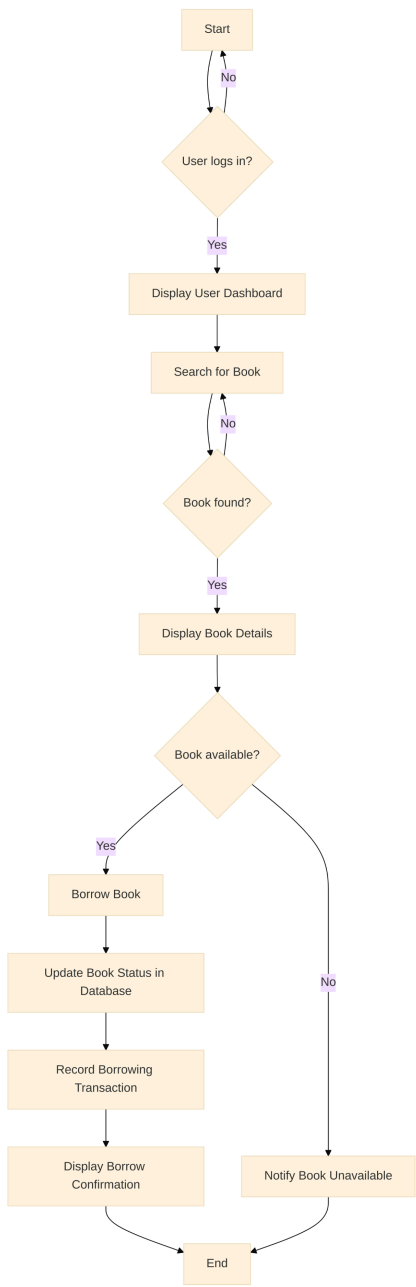 Start
No
User logs in?
Yes
Display User Dashboard
Search for Book
No
Book found?
Yes
Display Book Details
Book available?
Yes
Borrow Book
Update Book Status in
Database
No
Record Borrowing
Transaction
Display Borrow
Confirmation
Notify Book Unavailable
End